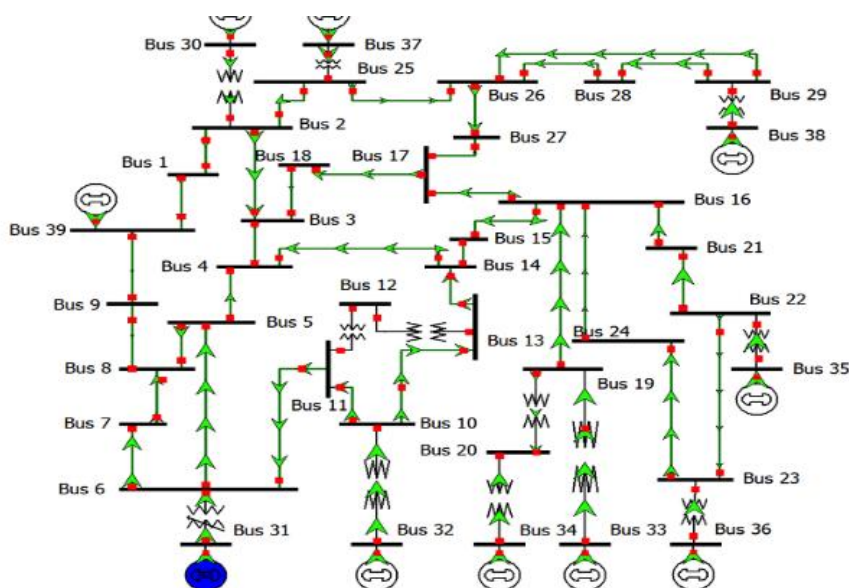 Bus 30
Bus 37
Bus 25
Bus 26
Bus 28
Bus 29
Bus 2
Bus 27
Bus 38
Bus 1
Bus 18
Bus 17
Bus 16
Bus 39
Bus 3
Bus 15
Bus 21
Bus 4
Bus 14
Bus 12
Bus 9
Bus 22
Bus 5
Bus 13
Bus 24
Bus 8
Bus 35
Bus 11
Bus 19
Bus 7
Bus 10
Bus 20
Bus 6
Bus 23
Bus 31
Bus 32
Bus 34
Bus 33
Bus 36